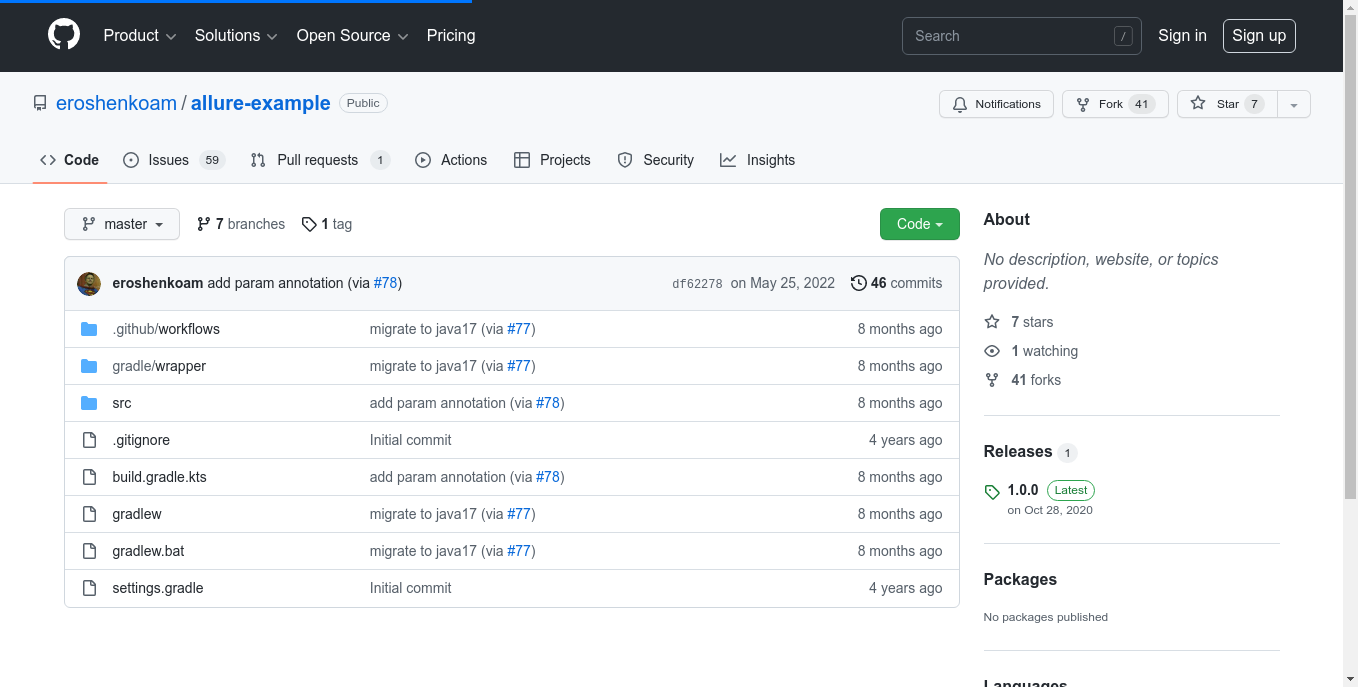 Product Solutions Open Source Pricing Search / Sign in Sign up
eroshenkoam / allure-example Public Notifications Fork 41 Star 7
Code Issues 59 Pull requests 1 Actions Projects Security Insights
master 7 branches 1 tag Code
eroshenkoam add param annotation (via #78) df62278 on May 25, 2022 46 commits
.github/workflows migrate to java17 (via #77) 8 months ago
gradle/wrapper migrate to java17 (via #77) 8 months ago
src add param annotation (via #78) 8 months ago
.gitignore Initial commit 4 years ago
build.gradle.kts add param annotation (via #78) 8 months ago
gradlew migrate to java17 (via #77) 8 months ago
gradlew.bat migrate to java17 (via #77) 8 months ago
settings.gradle Initial commit 4 years ago
About
No description, website, or topics
provided.
7 stars
1 watching
41 forks
Releases 1
1.0.0 Latest
on Oct 28, 2020
Packages
No packages published
Languages